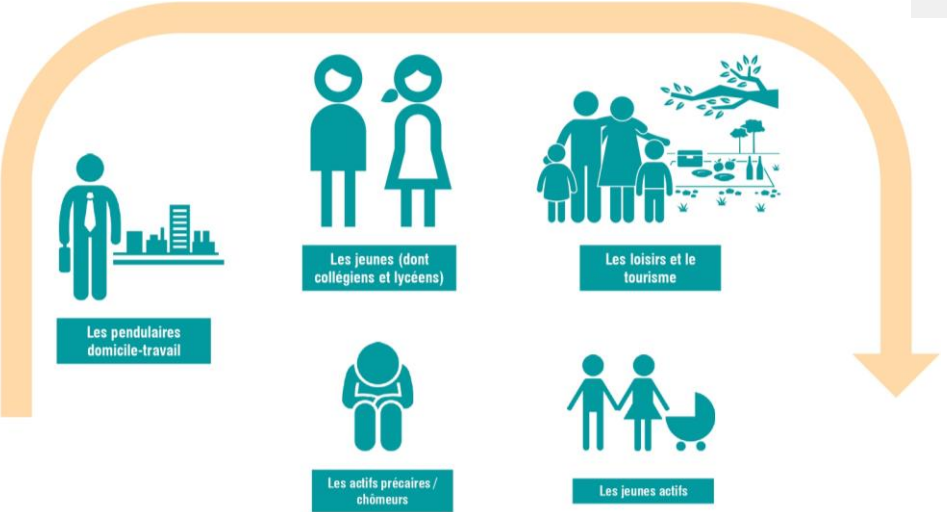 Les pendulaires
domicile-travail
Les jeunes (dont
collégiens et lycéens)
Les loisirs et le
tourisme
Les actifs précaires /
chômeurs
Les jeunes actifs